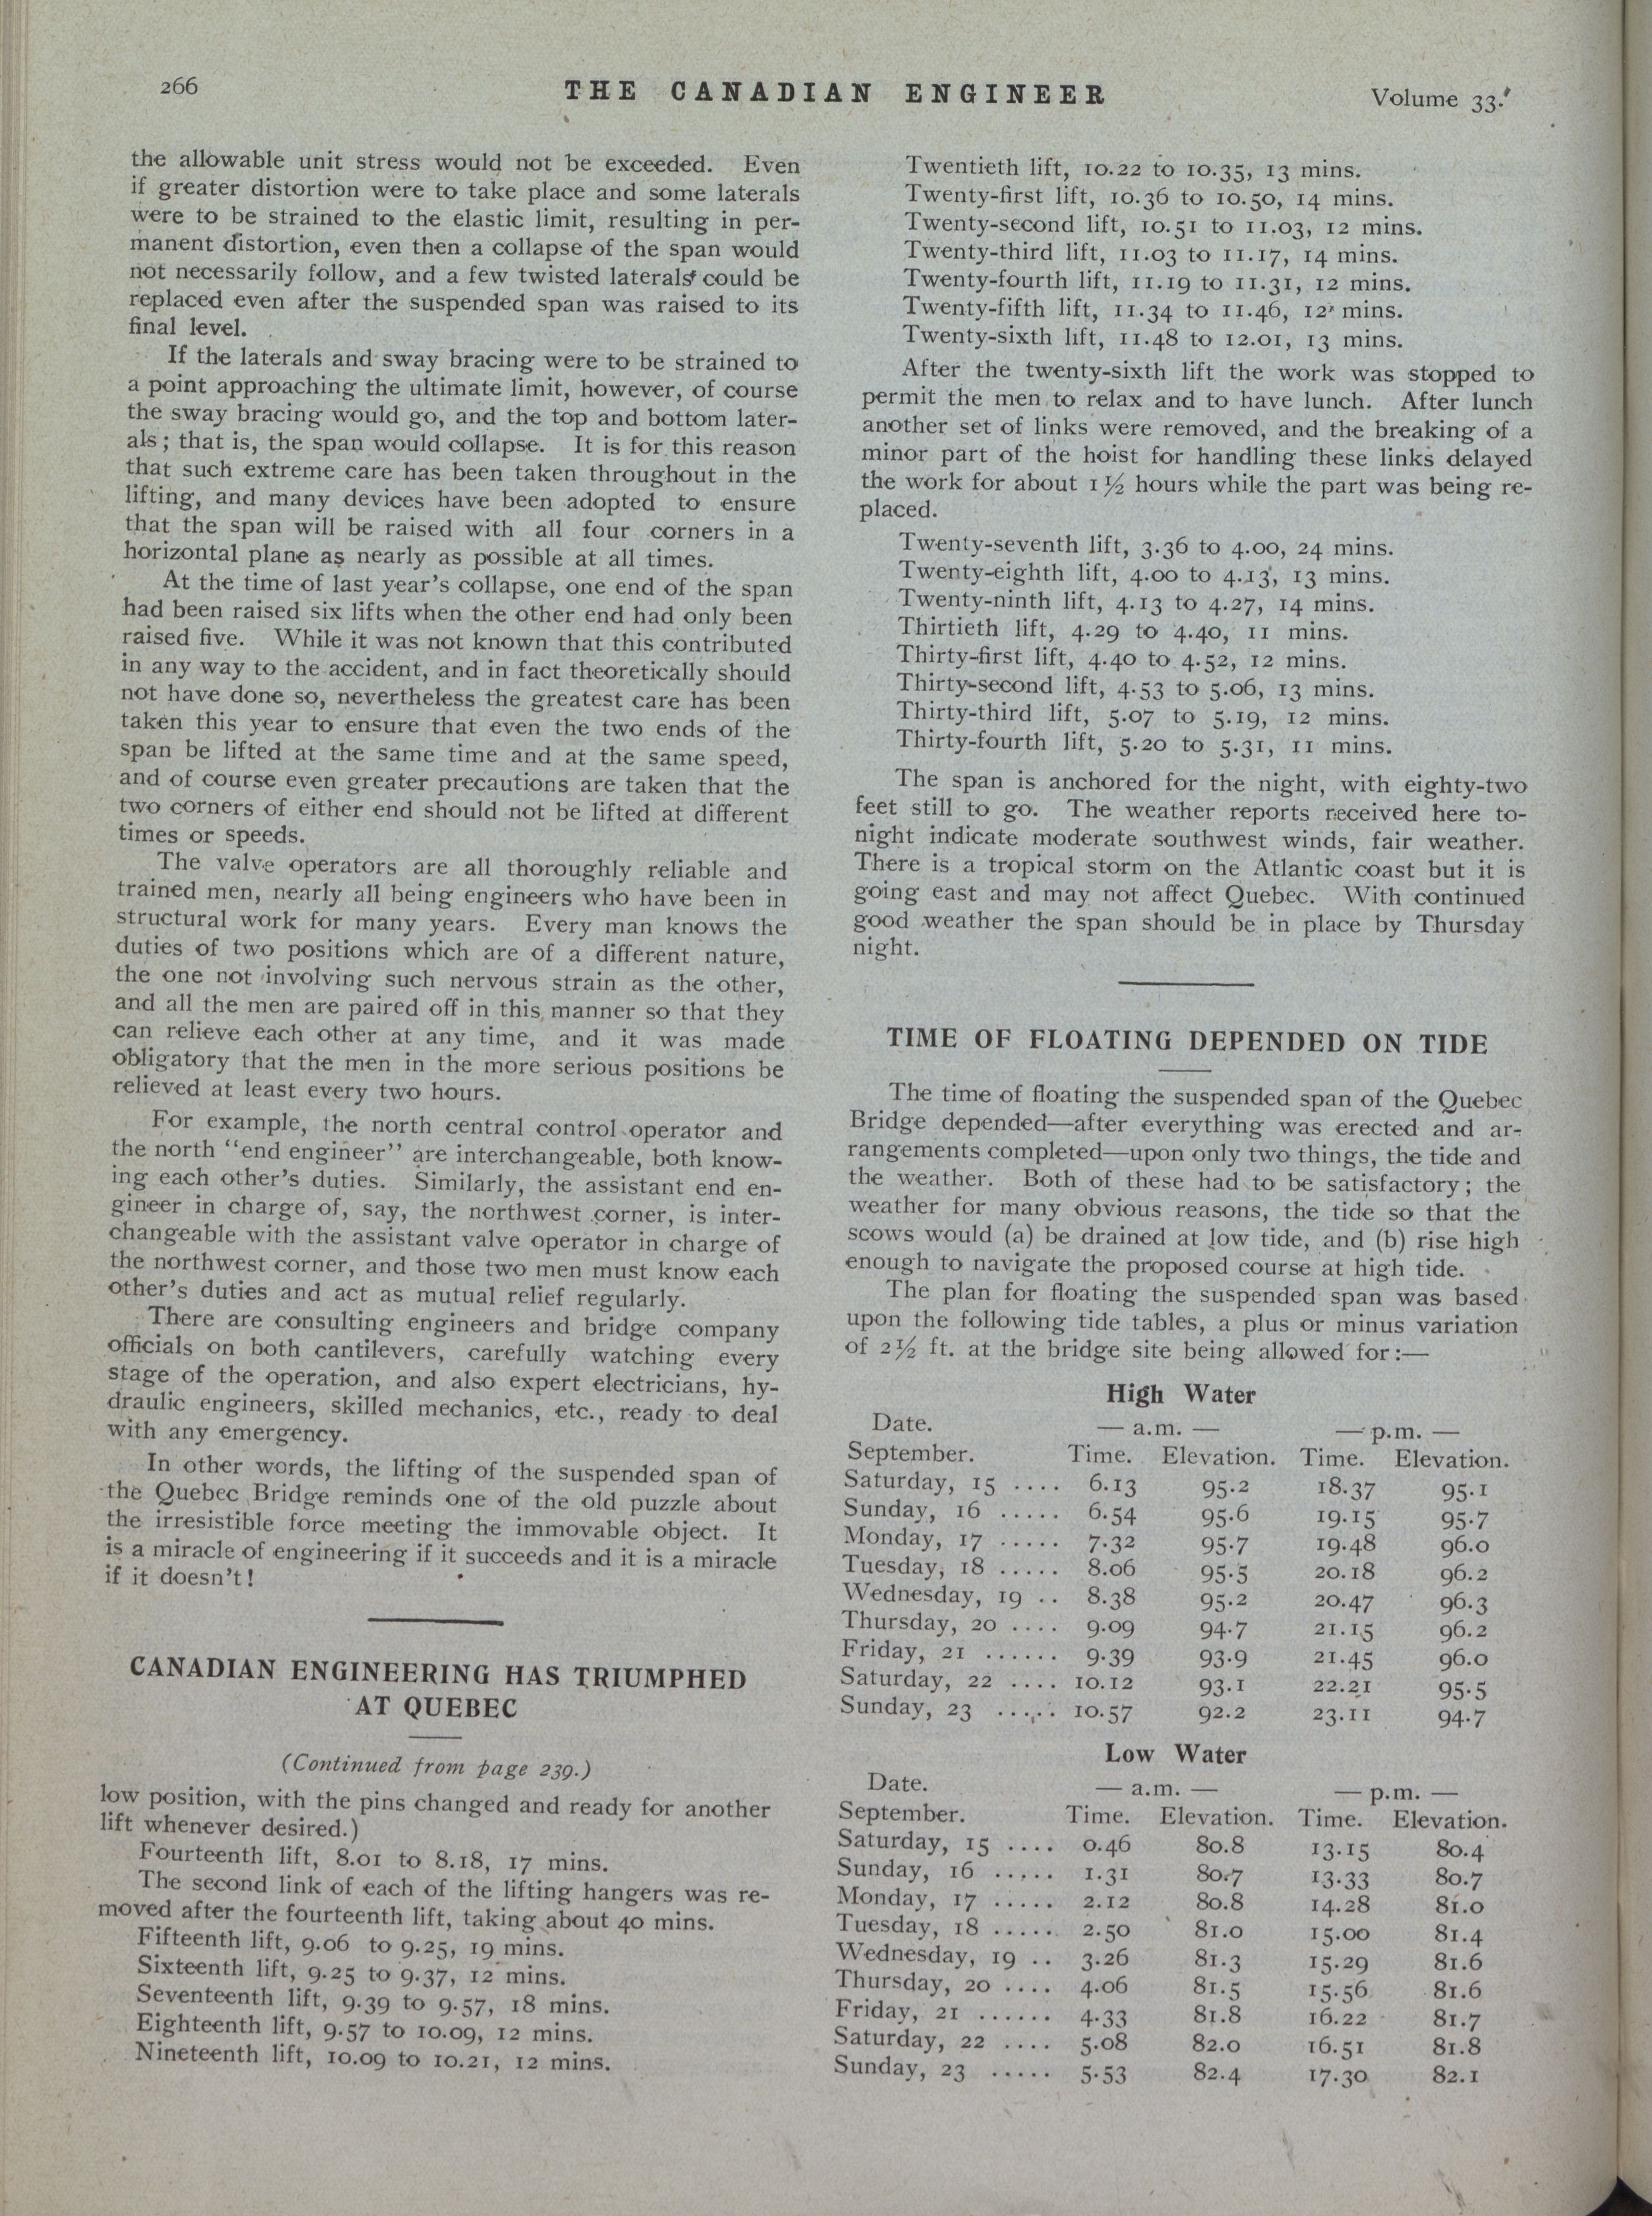 266
THE CANADIAN ENGINEER
Volume 33.
the allowable unit stress would not be exceeded. Even
if greater distortion were to take place and some laterals
were to be strained to the elastic limit, resulting in per-
manent distortion, even then a collapse of the span would
not necessarily follow, and a few twisted laterals could be
replaced even after the suspended span was raised to its
final level.
If the laterals and sway bracing were to be strained to
a point approaching the ultimate limit, however, of course
the sway bracing would go, and the top and bottom later-
als; that is, the span would collapse. It is for this reason
that such extreme care has been taken throughout in the
lifting, and many devices have been adopted to ensure
that the span will be raised with all four corners in a
horizontal plane as nearly as possible at all times.
At the time of last year's collapse, one end of the span
had been raised six lifts when the other end had only been
raised five. While it was not known that this contributed
in any way to the accident, and in fact theoretically should
not have done so, nevertheless the greatest care has been
taken this year to ensure that even the two ends of the
span be lifted at the same time and at the same speed,
and of course even greater precautions are taken that the
two corners of either end should not be lifted at different
times or speeds.
The valve operators are all thoroughly reliable and
trained men, nearly all being engineers who have been in
structural work for many years. Every man knows the
duties of two positions which are of a different nature,
the one not involving such nervous strain as the other,
and all the men are paired off in this manner so that they
can relieve each other at any time, and it was made
obligatory that the men in the more serious positions be
relieved at least every two hours.
For example, the north central control operator and
the north "end engineer" are interchangeable, both know-
ing each other's duties. Similarly, the assistant end en-
gineer in charge of, say, the northwest corner, is inter-
changeable with the assistant valve operator in charge of
the northwest corner, and those two men must know each
other's duties and act as mutual relief regularly.
There are consulting engineers and bridge company
officials on both cantilevers, carefully watching every
stage of the operation, and also expert electricians, hy-
draulic engineers, skilled mechanics, etc., ready to deal
with any emergency.
In other words, the lifting of the suspended span of
the Quebec Bridge reminds one of the old puzzle about
the irresistible force meeting the immovable object. It
is a miracle of engineering if it succeeds and it is a miracle
if it doesn't!
CANADIAN ENGINEERING HAS TRIUMPHED
AT QUEBEC
(Continued from page 239.)
low position, with the pins changed and ready for another
lift whenever desired.)
Fourteenth lift, 8.01 to 8.18, 17 mins.
The second link of each of the lifting hangers was re-
moved after the fourteenth lift, taking about 40 mins.
Fifteenth lift, 9.06 to 9.25, 19 mins.
Sixteenth lift, 9.25 to 9.37, 12 mins.
Seventeenth lift, 9.39 to 9.57, 18 mins.
Eighteenth lift, 9.57 to 10.09, 12 mins.
Nineteenth lift, 10.09 to 10.21, 12 mins.
Twentieth lift, 10.22 to 10.35, 13 mins.
Twenty-first lift, 10.36 to 10.50, 14 mins.
Twenty-second lift, 10.51 to 11.03, 12 mins.
Twenty-third lift, 11.03 to 11.17, 14 mins.
Twenty-fourth lift, 11.19 to 11.31, 12 mins.
Twenty-fifth lift, 11.34 to 11.46, 12 mins.
Twenty-sixth lift, 11.48 to 12.01, 13 mins.
After the twenty-sixth lift the work was stopped to
permit the men to relax and to have lunch. After lunch
another set of links were removed, and the breaking of a
minor part of the hoist for handling these links delayed
the work for about 1½ hours while the part was being re-
placed.
Twenty-seventh lift, 3.36 to 4.00, 24 mins.
Twenty-eighth lift, 4.00 to 4.13, 13 mins.
Twenty-ninth lift, 4.13 to 4.27, 14 mins.
Thirtieth lift, 4.29 to 4.40, 11 mins.
Thirty-first lift, 4.40 to 4.52, 12 mins.
Thirty-second lift, 4.53 to 5.06, 13 mins.
Thirty-third lift, 5.07 to 5.19, 12 mins.
Thirty-fourth lift, 5.20 to 5.31, 11 mins.
The span is anchored for the night, with eighty-two
feet still to go. The weather reports received here to-
night indicate moderate southwest winds, fair weather.
There is a tropical storm on the Atlantic coast but it is
going east and may not affect Quebec. With continued
good weather the span should be in place by Thursday
night.
TIME OF FLOATING DEPENDED ON TIDE
The time of floating the suspended span of the Quebec
Bridge depended—after everything was erected and ar-
rangements completed—upon only two things, the tide and
the weather. Both of these had to be satisfactory; the
weather for many obvious reasons, the tide so that the
scows would (a) be drained at low tide, and (b) rise high
enough to navigate the proposed course at high tide.
The plan for floating the suspended span was based
upon the following tide tables, a plus or minus variation
of 2½ ft. at the bridge site being allowed for:—
High Water
Date. — a.m. — — p.m. —
September. Time. Elevation. Time. Elevation.
Saturday, 15 .... 6.13 95.2 18.37 95.1
Sunday, 16 ..... 6.54 95.6 19.15 95.7
Monday, 17 ..... 7.32 95.7 19.48 96.0
Tuesday, 18 ..... 8.06 95.5 20.18 96.2
Wednesday, 19 .. 8.38 95.2 20.47 96.3
Thursday, 20 .... 9.09 94.7 21.15 96.2
Friday, 21 ...... 9.39 93.9 21.45 96.0
Saturday, 22 .... 10.12 93.1 22.21 95.5
Sunday, 23 ..... 10.57 92.2 23.11 94.7
Low Water
Date. — a.m. — — p.m. —
September. Time. Elevation. Time. Elevation.
Saturday, 15 .... 0.46 80.8 13.15 80.4
Sunday, 16 ..... 1.31 80.7 13.33 80.7
Monday, 17 ..... 2.12 80.8 14.28 81.0
Tuesday, 18 ..... 2.50 81.0 15.00 81.4
Wednesday, 19 .. 3.26 81.3 15.29 81.6
Thursday, 20 .... 4.06 81.5 15.56 81.6
Friday, 21 ...... 4.33 81.8 16.22 81.7
Saturday, 22 .... 5.08 82.0 16.51 81.8
Sunday, 23 ..... 5.53 82.4 17.30 82.1